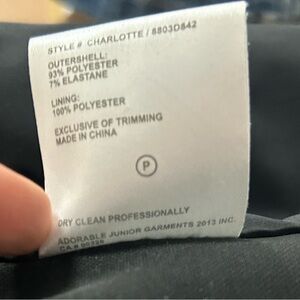 STYLE #  CHARLOTTE / 8803D842
OUTERSHELL:
93% POLYESTER
7% ELASTANE
LINING:
100% POLYESTER
EXCLUSIVE OF TRIMMING
MADE IN CHINA
P
DRY CLEAN PROFESSIONALLY
ADORABLE JUNIOR GARMENTS 2013 INC.
CA #